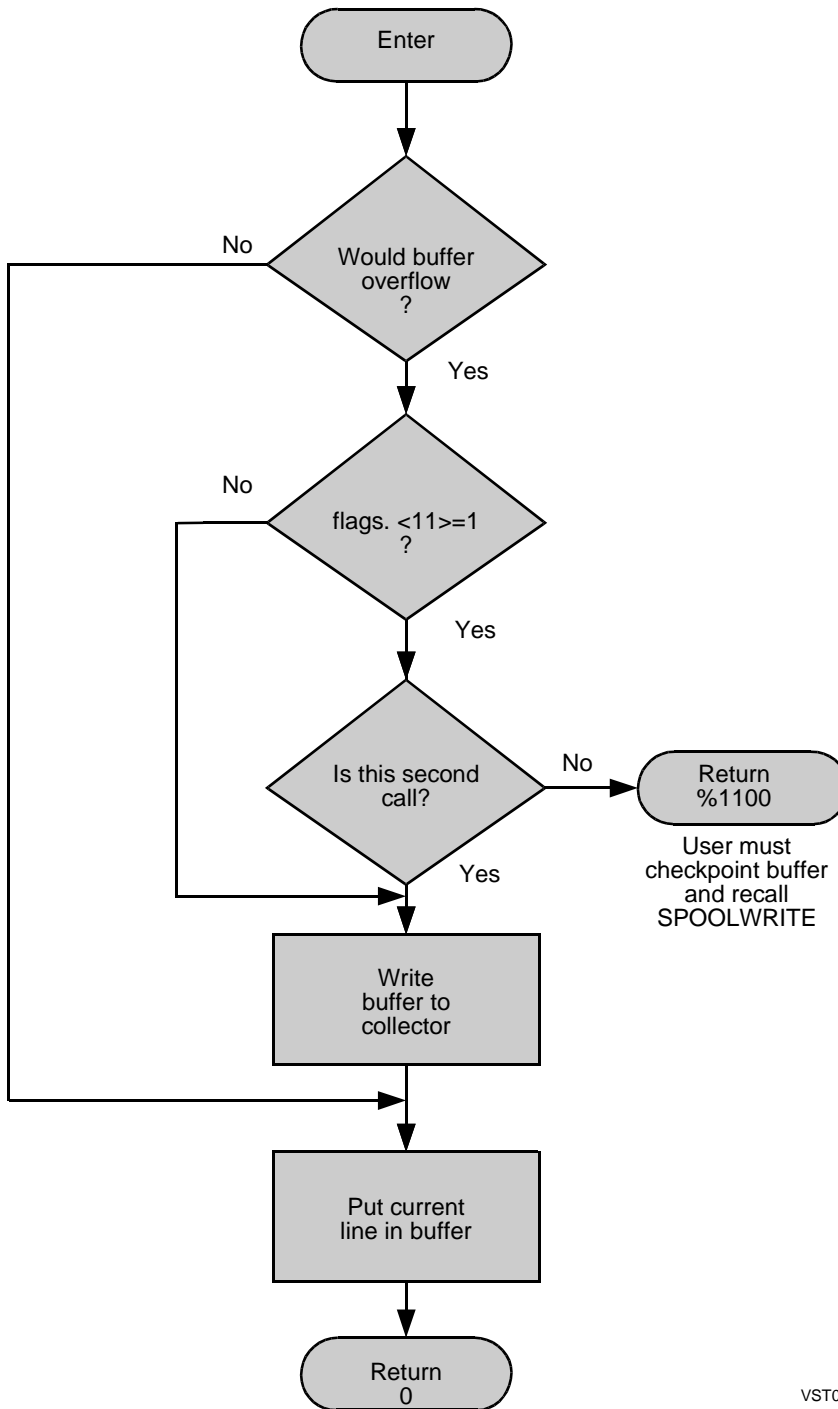 Enter
No
Would buffer
overflow
?
Yes
No
flags. <11>=1
?
Yes
Is this second
call?
No
Return
%1100
User must
checkpoint buffer
and recall
SPOOLWRITE
Yes
Write
buffer to
collector
Put current
line in buffer
Return
0